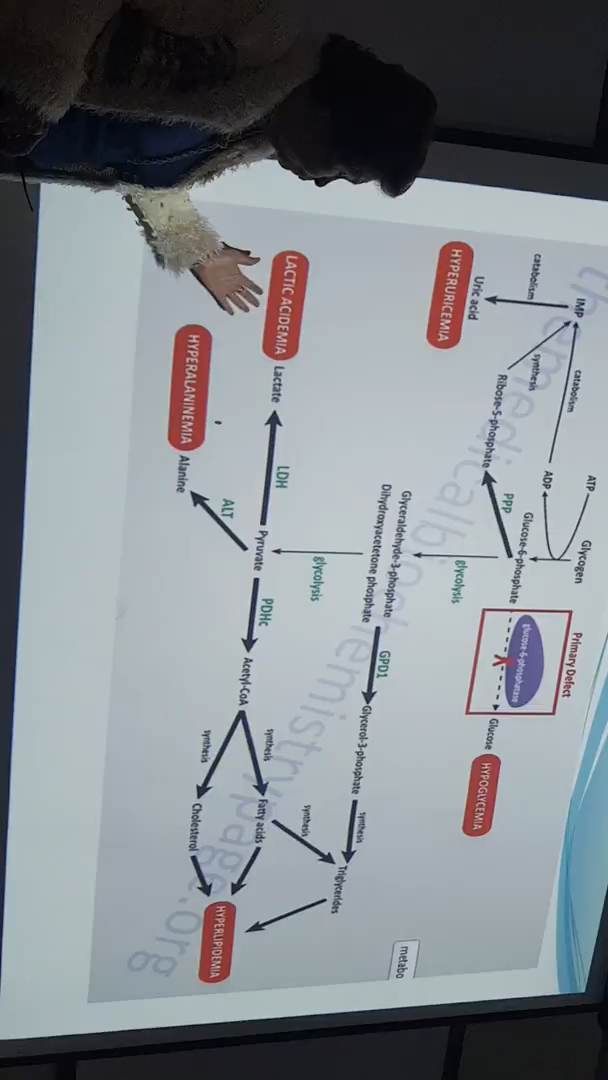 Primary Defect
Glycogen
ATP
ADP
catabolism
IMP
catabolism
synthesis
Uric acid
HYPERURICEMIA
Ribose-5-phosphate
PPP
Glucose-6-phosphate
glucose-6-phosphatase
X
Glucose
HYPOGLYCEMIA
glycolysis
Glyceraldehyde-3-phosphate
Dihydroxyacetetone phosphate
GPD1
Glycerol-3-phosphate
synthesis
Triglycerides
metabo
glycolysis
LACTIC ACIDEMIA
Lactate
LDH
Pyruvate
PDHc
Acetyl-CoA
synthesis
Fatty acids
synthesis
synthesis
Cholesterol
HYPERLIPIDEMIA
ALT
HYPERALANINEMIA
Alanine
themedicalbiochemistrypage.org